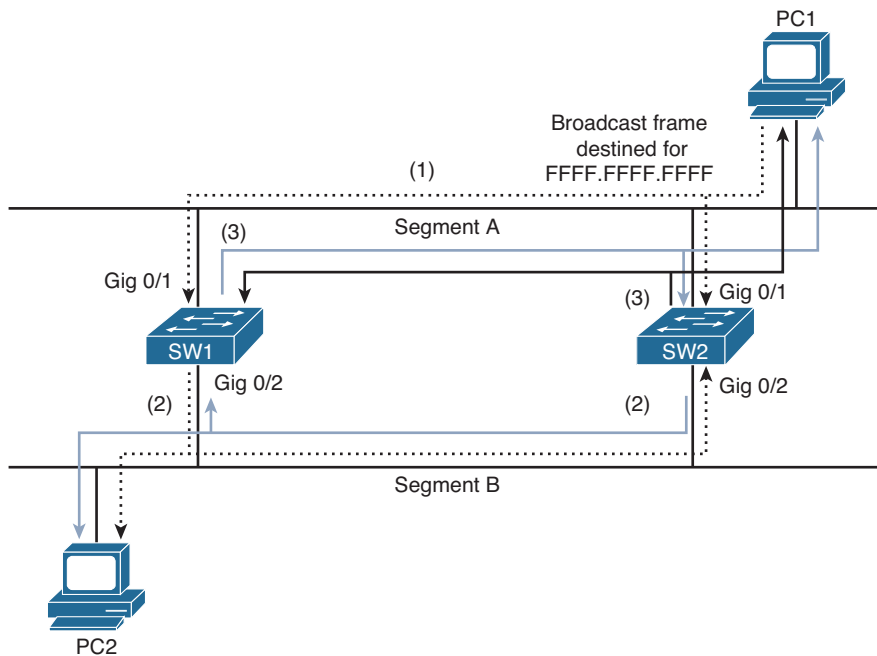 PC1
Broadcast frame
destined for
FFFF.FFFF.FFFF
(1)
Segment A
(3)
Gig 0/1
(3)
Gig 0/1
SW1
SW2
Gig 0/2
Gig 0/2
(2)
(2)
Segment B
PC2